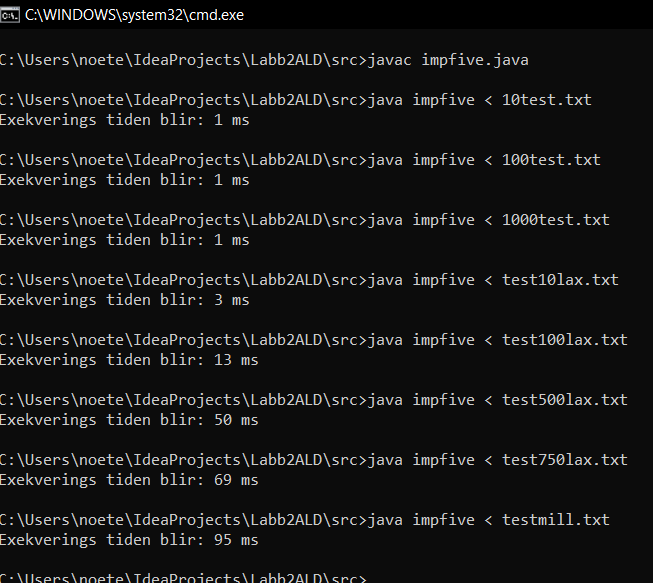 C:\WINDOWS\system32\cmd.exe
C:\Users\noete\IdeaProjects\Labb2ALD\src>javac impfive.java
C:\Users\noete\IdeaProjects\Labb2ALD\src>java impfive < 10test.txt
Exekverings tiden blir: 1 ms
C:\Users\noete\IdeaProjects\Labb2ALD\src>java impfive < 100test.txt
Exekverings tiden blir: 1 ms
C:\Users\noete\IdeaProjects\Labb2ALD\src>java impfive < 1000test.txt
Exekverings tiden blir: 1 ms
C:\Users\noete\IdeaProjects\Labb2ALD\src>java impfive < test10lax.txt
Exekverings tiden blir: 3 ms
C:\Users\noete\IdeaProjects\Labb2ALD\src>java impfive < test100lax.txt
Exekverings tiden blir: 13 ms
C:\Users\noete\IdeaProjects\Labb2ALD\src>java impfive < test500lax.txt
Exekverings tiden blir: 50 ms
C:\Users\noete\IdeaProjects\Labb2ALD\src>java impfive < test750lax.txt
Exekverings tiden blir: 69 ms
C:\Users\noete\IdeaProjects\Labb2ALD\src>java impfive < testmill.txt
Exekverings tiden blir: 95 ms
C:\Users\noete\IdeaProjects\Labb2ALD\src>